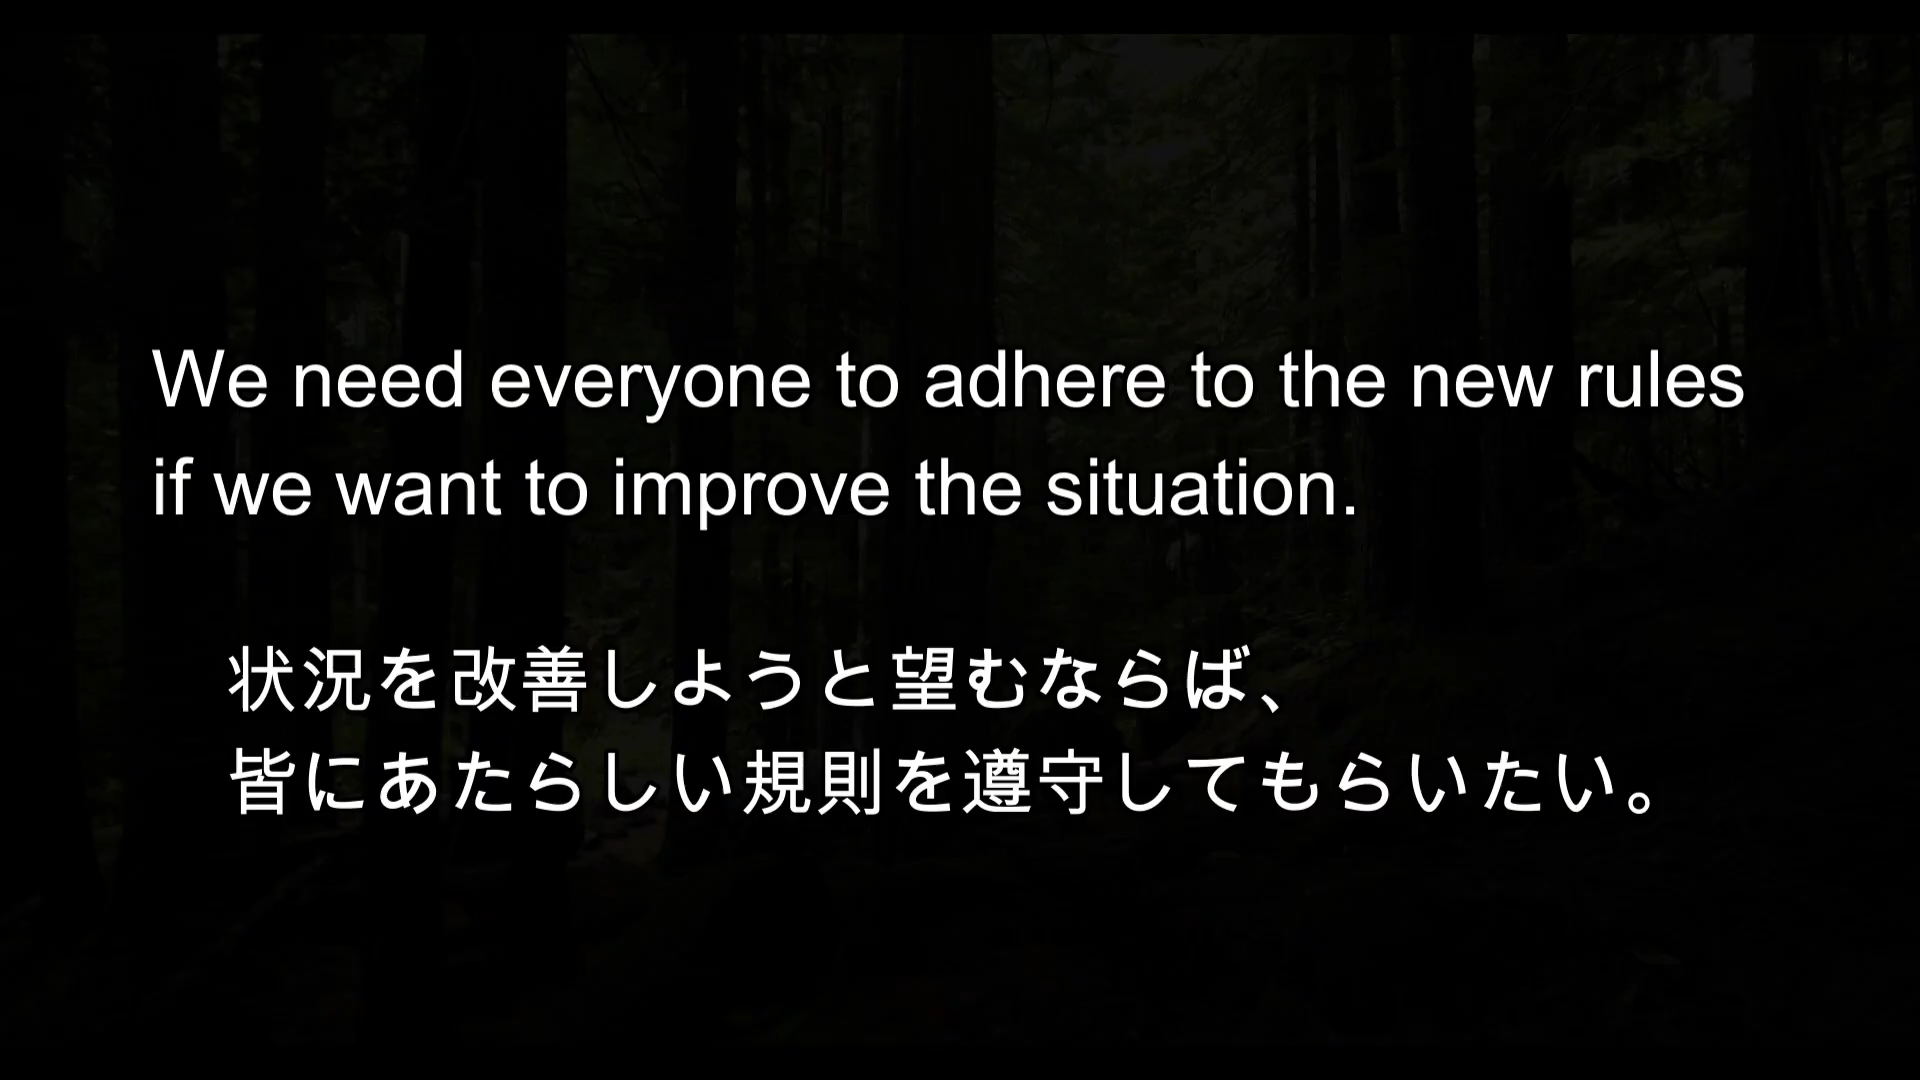 We need everyone to adhere to the new rules
if we want to improve the situation.
状況を改善しようと望むならば、
皆にあたらしい規則を遵守してもらいたい。